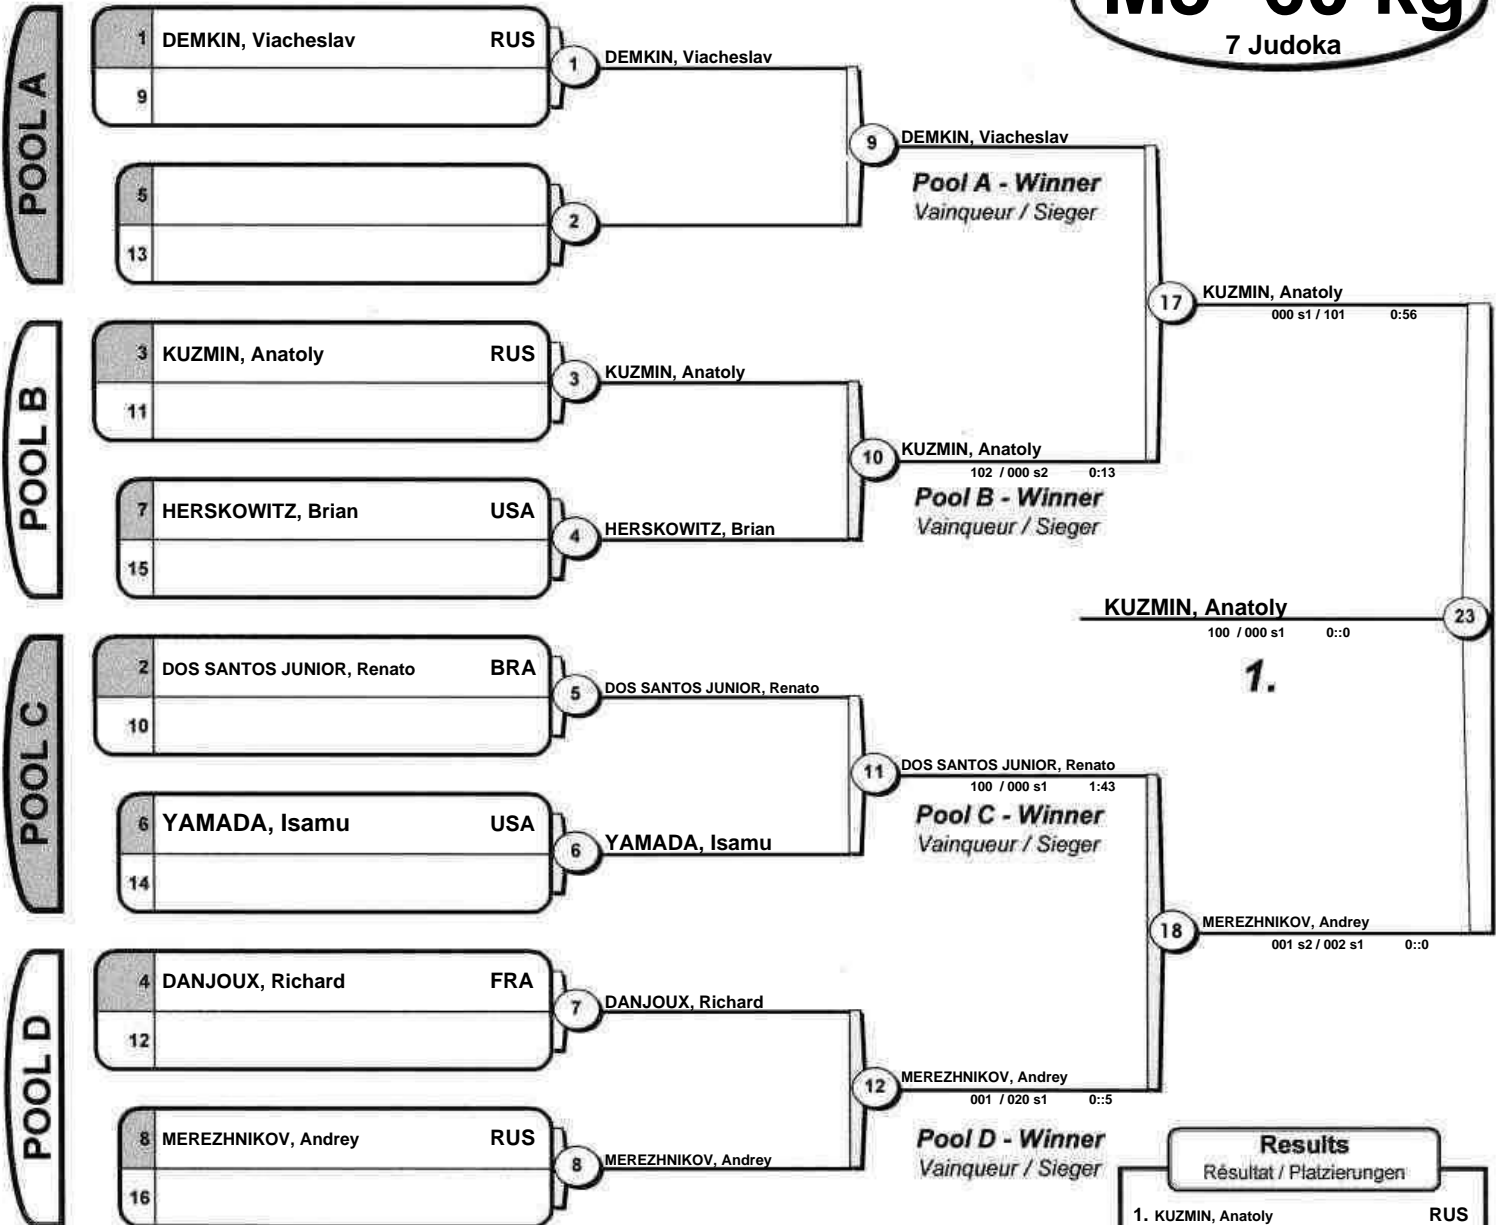 7 Judoka
POOL A
1 DEMKIN, Viacheslav RUS
9
1 DEMKIN, Viacheslav
5
13
2
9 DEMKIN, Viacheslav
Pool A - Winner
Vainqueur / Sieger
POOL B
3 KUZMIN, Anatoly RUS
11
3 KUZMIN, Anatoly
7 HERSKOWITZ, Brian USA
15
4 HERSKOWITZ, Brian
10 KUZMIN, Anatoly
102 / 000 s2 0:13
Pool B - Winner
Vainqueur / Sieger
17 KUZMIN, Anatoly
000 s1 / 101 0:56
KUZMIN, Anatoly 23
100 / 000 s1 0::0
1.
POOL C
2 DOS SANTOS JUNIOR, Renato BRA
10
5 DOS SANTOS JUNIOR, Renato
6 YAMADA, Isamu USA
14
6 YAMADA, Isamu
11 DOS SANTOS JUNIOR, Renato
100 / 000 s1 1:43
Pool C - Winner
Vainqueur / Sieger
18 MEREZHNIKOV, Andrey
001 s2 / 002 s1 0::0
POOL D
4 DANJOUX, Richard FRA
12
7 DANJOUX, Richard
8 MEREZHNIKOV, Andrey RUS
16
8 MEREZHNIKOV, Andrey
12 MEREZHNIKOV, Andrey
001 / 020 s1 0::5
Pool D - Winner
Vainqueur / Sieger
Results
Résultat / Platzierungen
1. KUZMIN, Anatoly RUS